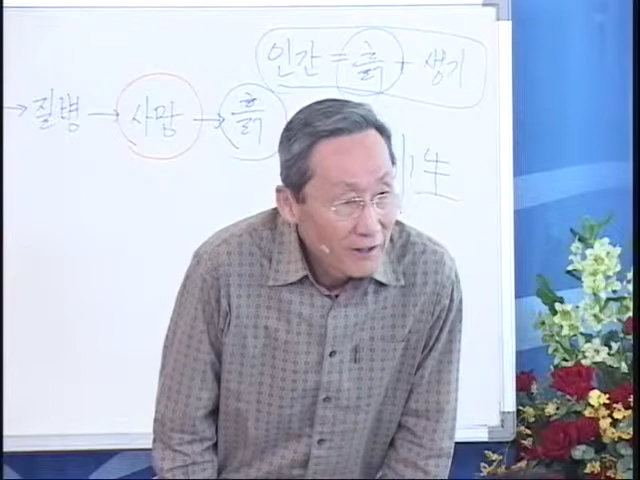 인간 = 흙 + 생기
→ 질병 → 사망 → 흙
生